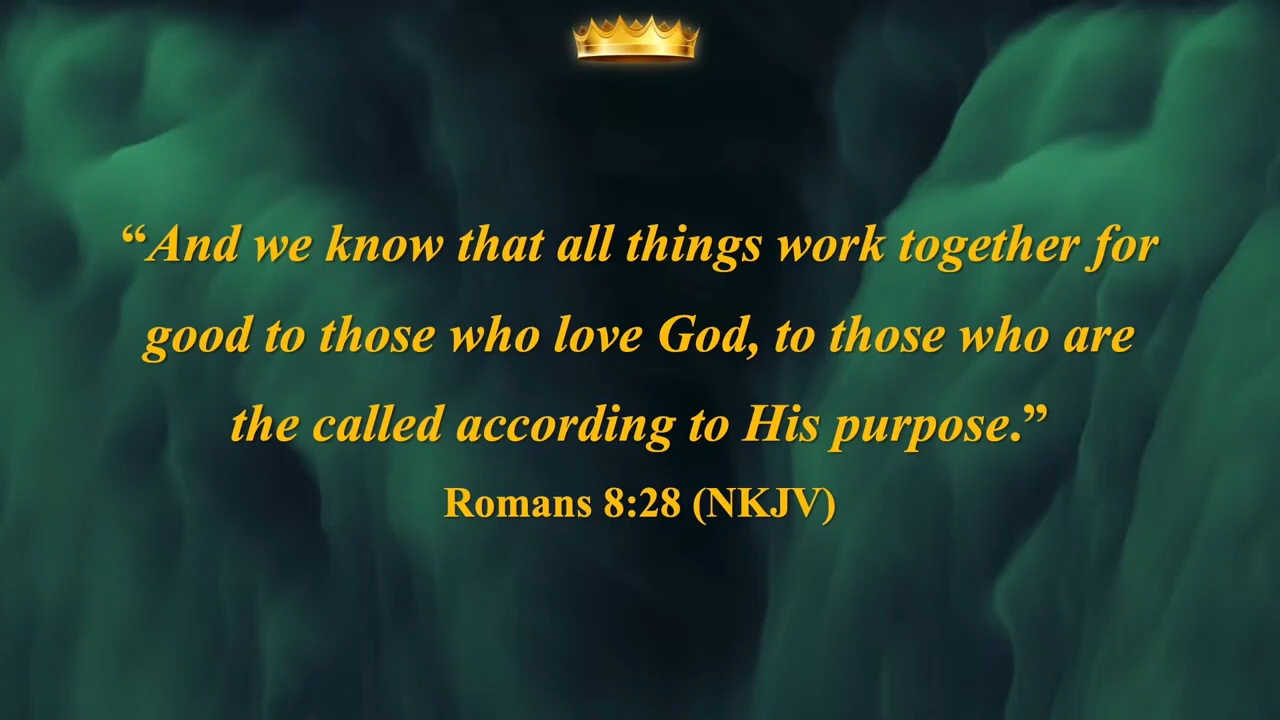 “And we know that all things work together for
good to those who love God, to those who are
the called according to His purpose.”
Romans 8:28 (NKJV)